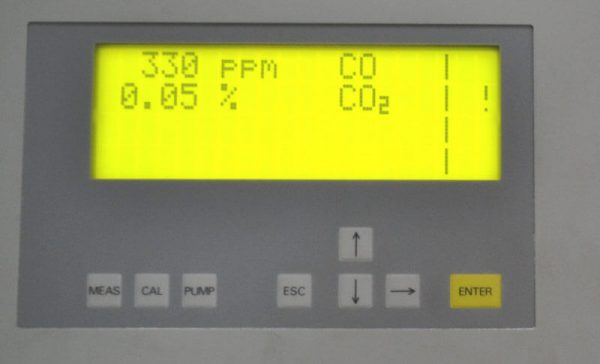 330 ppm CO |
0.05 % CO₂ | !
|
|
↑
MEAS CAL PUMP ESC ↓ → ENTER